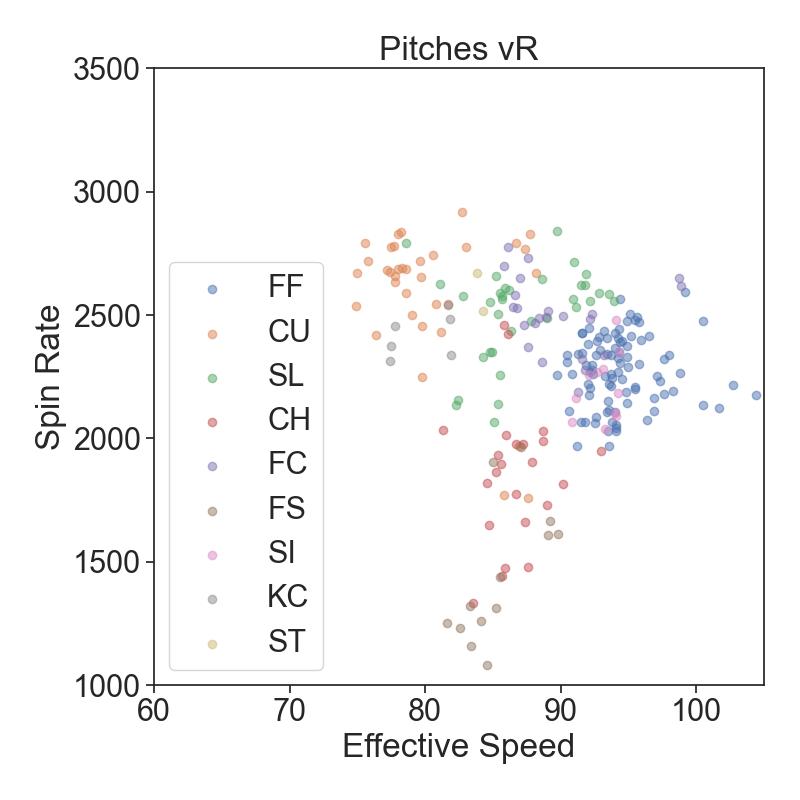 Pitches vR
3500
3000
2500
2000
1500
1000
Spin Rate
FF
CU
SL
CH
FC
FS
SI
KC
ST
60 70 80 90 100
Effective Speed